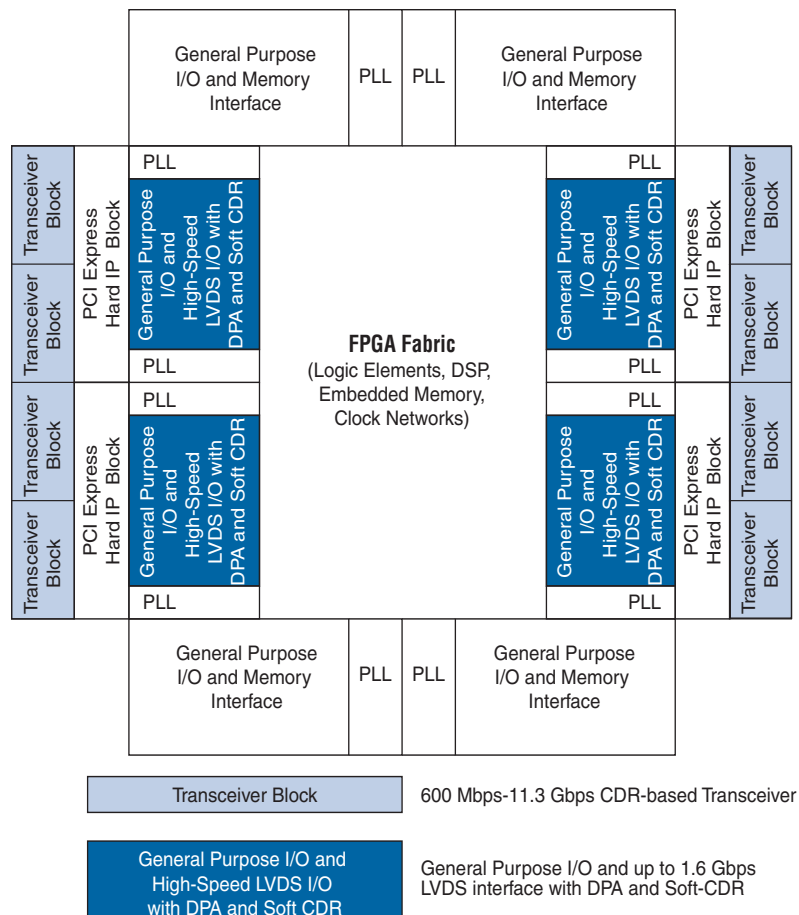 General Purpose
I/O and Memory
Interface
PLL
PLL
General Purpose
I/O and Memory
Interface
Transceiver
Block
Transceiver
Block
PCI Express
Hard IP Block
PLL
General Purpose
I/O and
High-Speed
LVDS I/O with
DPA and Soft CDR
PLL
Transceiver
Block
Transceiver
Block
PCI Express
Hard IP Block
PLL
General Purpose
I/O and
High-Speed
LVDS I/O with
DPA and Soft CDR
PLL
FPGA Fabric
(Logic Elements, DSP,
Embedded Memory,
Clock Networks)
PLL
General Purpose
I/O and
High-Speed
LVDS I/O with
DPA and Soft CDR
PLL
PCI Express
Hard IP Block
Transceiver
Block
Transceiver
Block
PLL
General Purpose
I/O and
High-Speed
LVDS I/O with
DPA and Soft CDR
PLL
PCI Express
Hard IP Block
Transceiver
Block
Transceiver
Block
General Purpose
I/O and Memory
Interface
PLL
PLL
General Purpose
I/O and Memory
Interface
Transceiver Block
600 Mbps-11.3 Gbps CDR-based Transceiver
General Purpose I/O and
High-Speed LVDS I/O
with DPA and Soft CDR
General Purpose I/O and up to 1.6 Gbps
LVDS interface with DPA and Soft-CDR